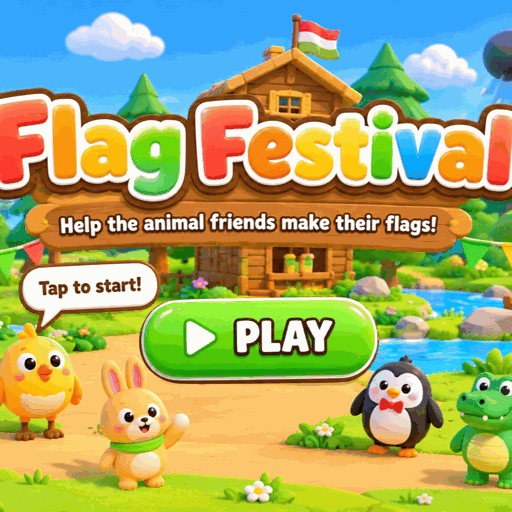 Flag Festival
Help the animal friends make their flags!
Tap to start!
PLAY